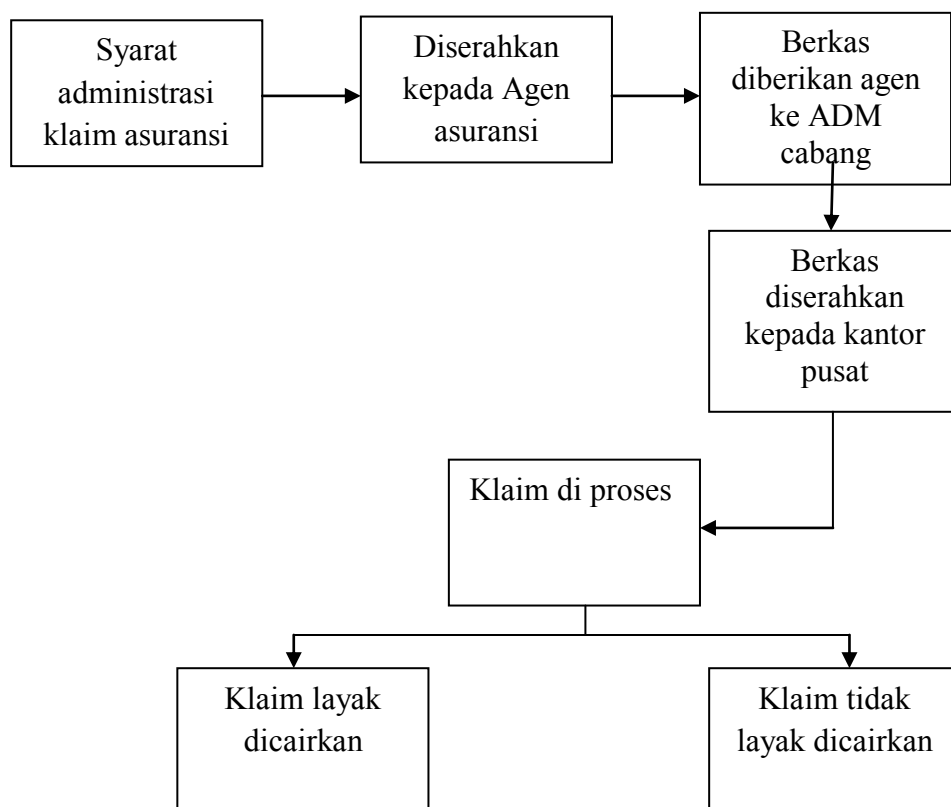 Syarat
administrasi
klaim asuransi
Diserahkan
kepada Agen
asuransi
Berkas
diberikan agen
ke ADM
cabang
Berkas
diserahkan
kepada kantor
pusat
Klaim di proses
Klaim layak
dicairkan
Klaim tidak
layak dicairkan